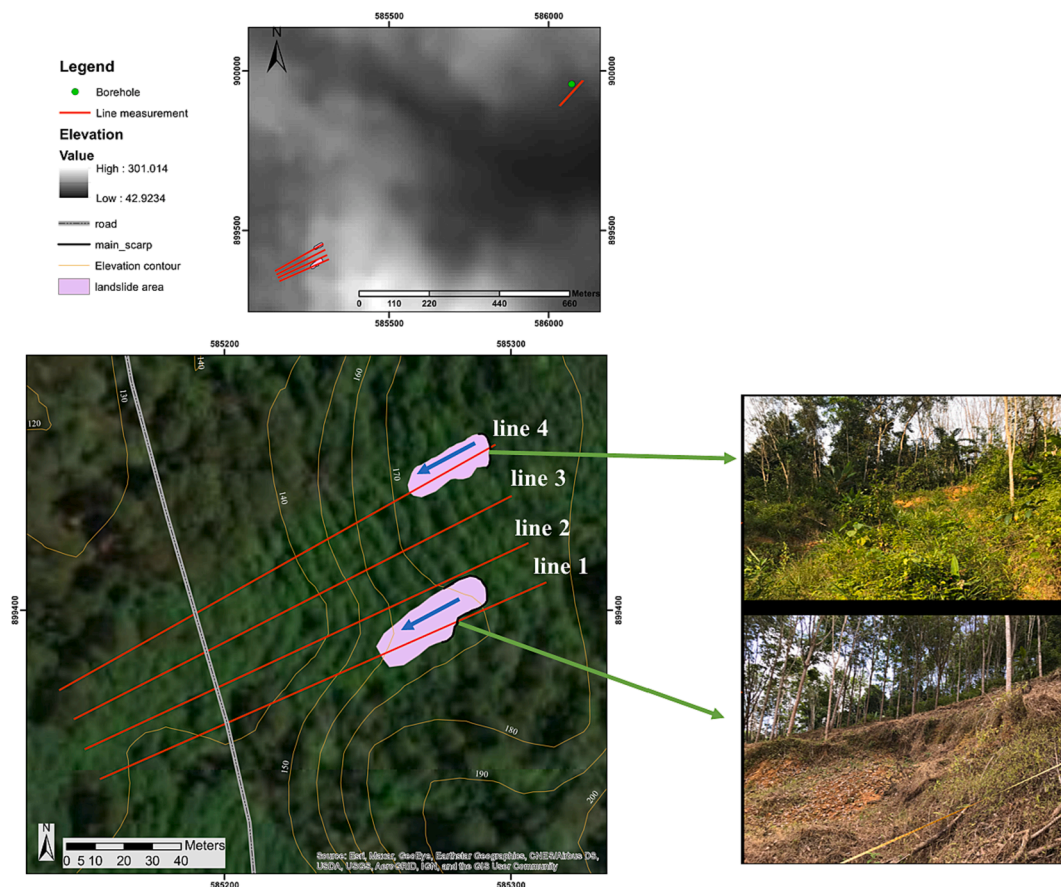 585500
586000
900000
899500
N
Legend
Borehole
Line measurement
Elevation
Value
High : 301.014
Low : 42.9234
road
main_scarp
Elevation contour
landslide area
Meters
0 110 220 440 660
585500
586000
585200
585300
140
130
160
120
170
140
line 4
line 3
line 2
line 1
899400
899400
180
150
190
200
N
Meters
0 5 10 20 30 40
Source: Esri, Maxar, GeoEye, Earthstar Geographics, CNES/Airbus DS,
USDA, USGS, AeroGRID, IGN, and the GIS User Community
585200
585300